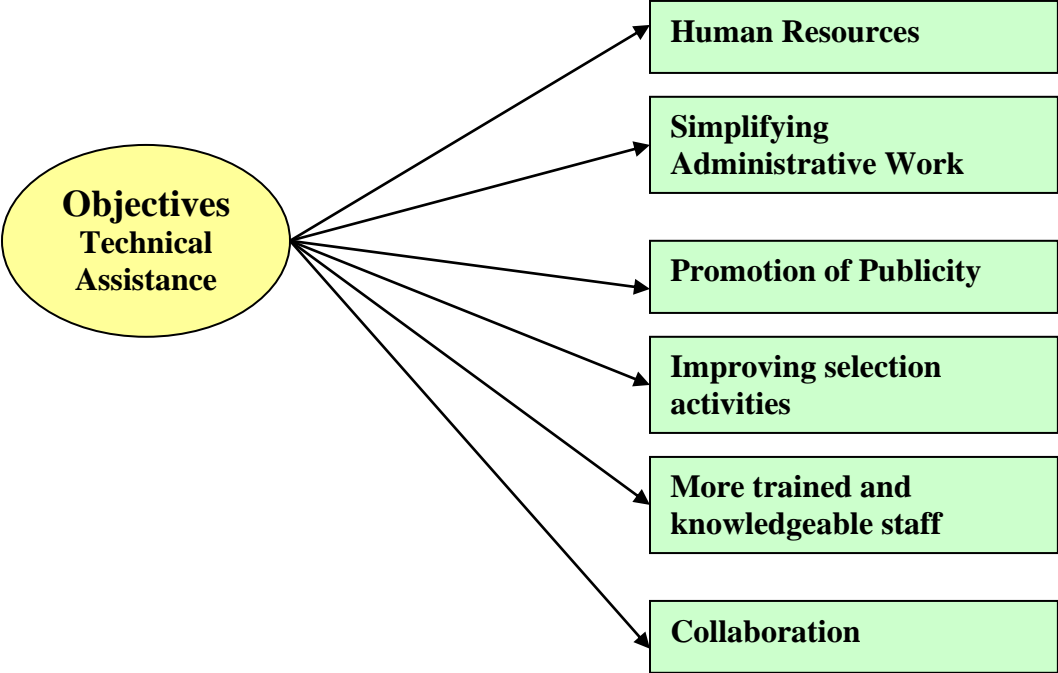 Objectives
Technical
Assistance
Human Resources
Simplifying
Administrative Work
Promotion of Publicity
Improving selection
activities
More trained and
knowledgeable staff
Collaboration